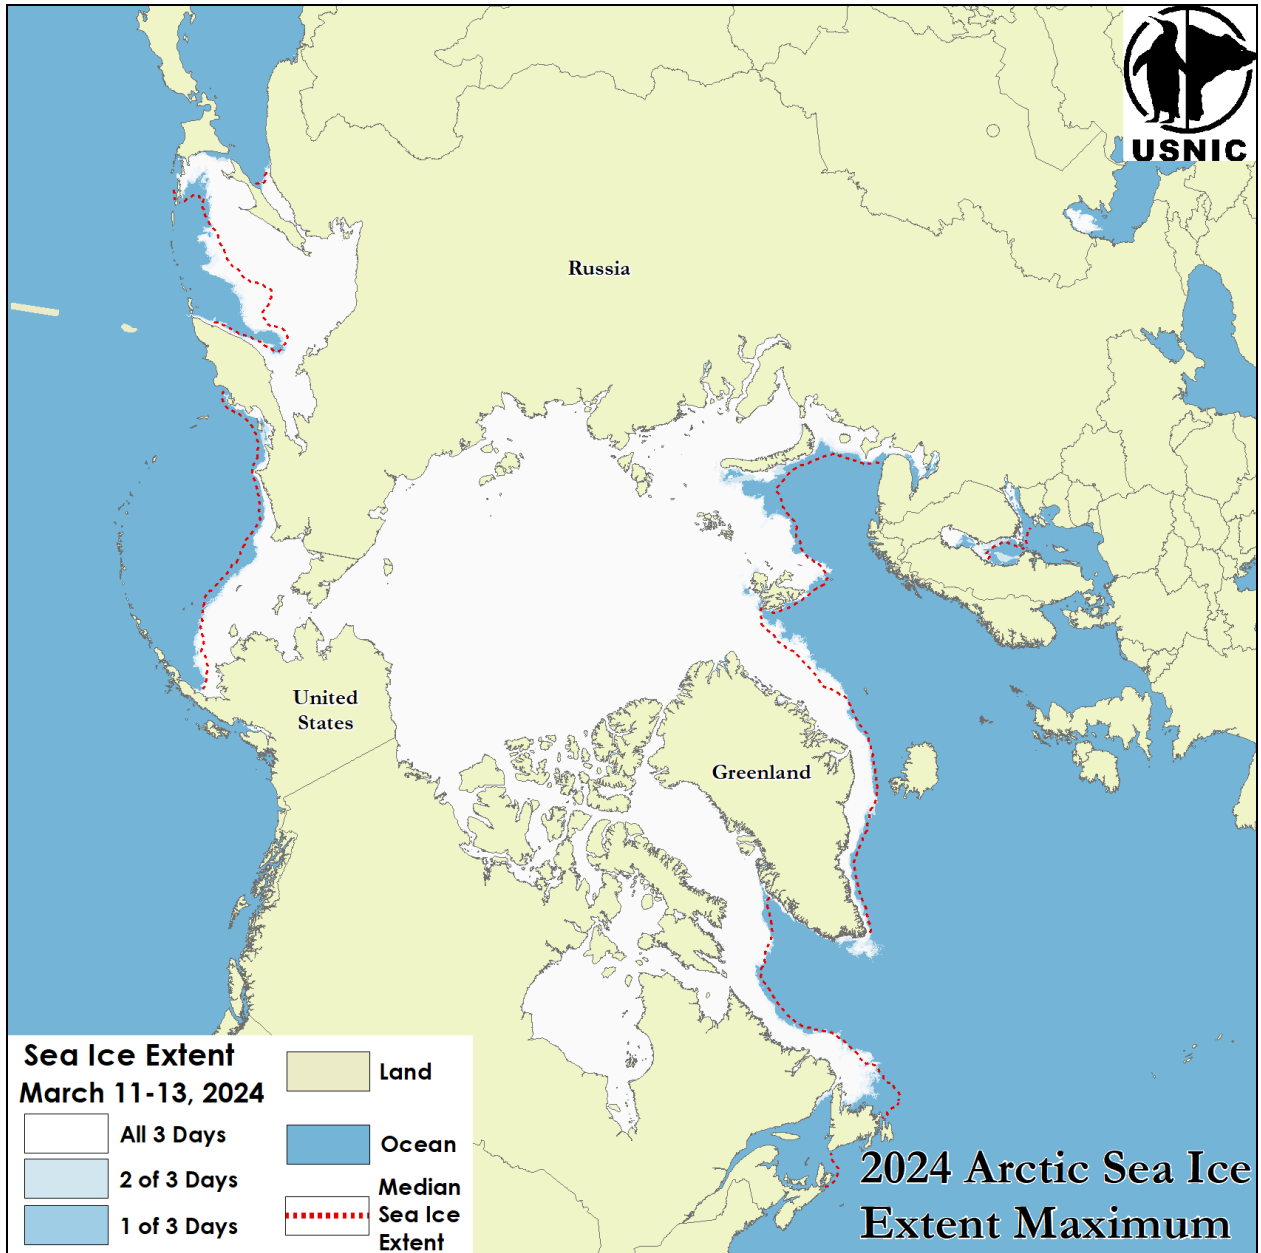 USNIC
Russia
United
States
Greenland
Sea Ice Extent
March 11-13, 2024
All 3 Days
2 of 3 Days
1 of 3 Days
Land
Ocean
Median
Sea Ice
Extent
2024 Arctic Sea Ice
Extent Maximum